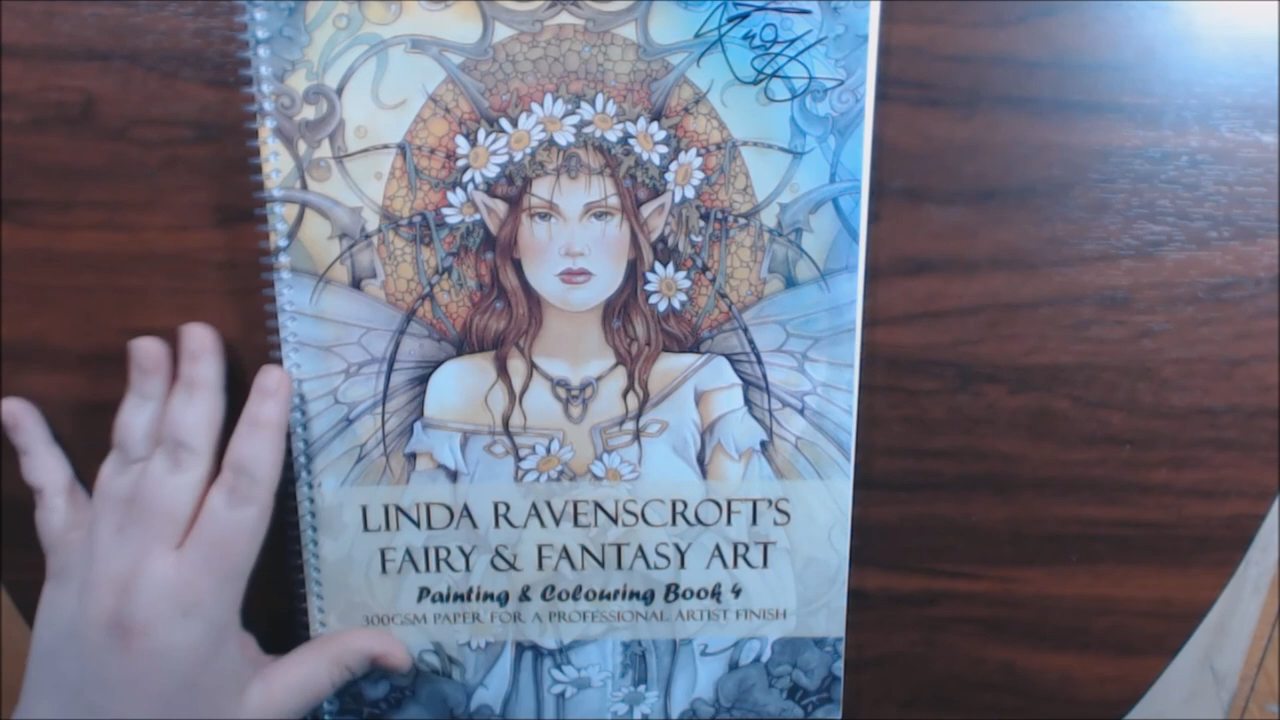 LINDA RAVENSCROFT'S
FAIRY & FANTASY ART
Painting & Colouring Book 4
300GSM PAPER FOR A PROFESSIONAL ARTIST FINISH